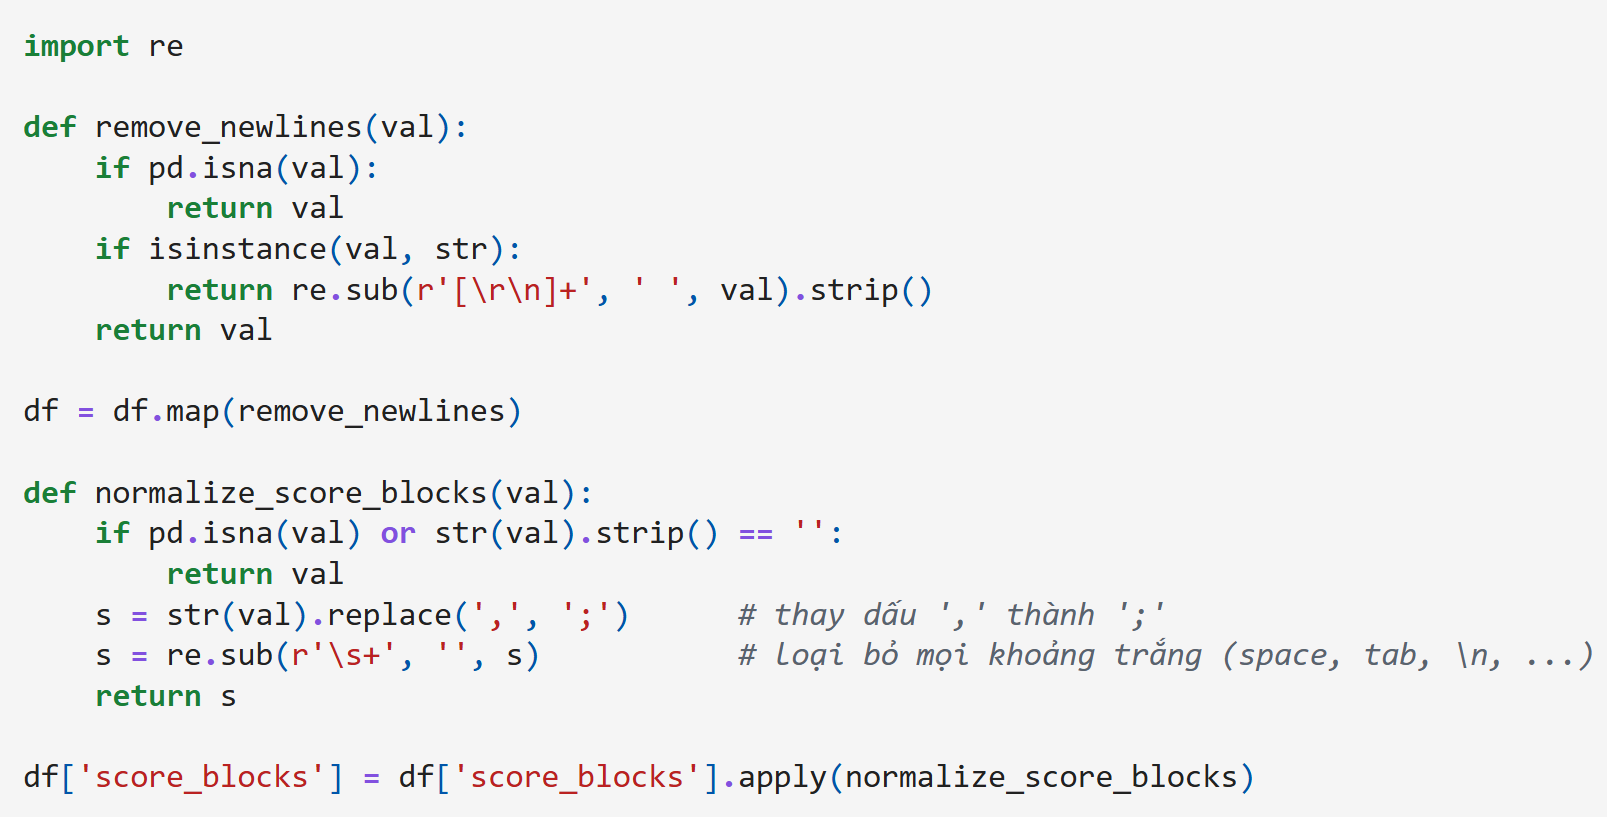 import re
def remove_newlines(val):
    if pd.isna(val):
        return val
    if isinstance(val, str):
        return re.sub(r'[\r\n]+', ' ', val).strip()
    return val
df = df.map(remove_newlines)
def normalize_score_blocks(val):
    if pd.isna(val) or str(val).strip() == '':
        return val
    s = str(val).replace(',', ';')      # thay dấu ',' thành ';'
    s = re.sub(r'\s+', '', s)           # loại bỏ mọi khoảng trắng (space, tab, \n, ...)
    return s
df['score_blocks'] = df['score_blocks'].apply(normalize_score_blocks)